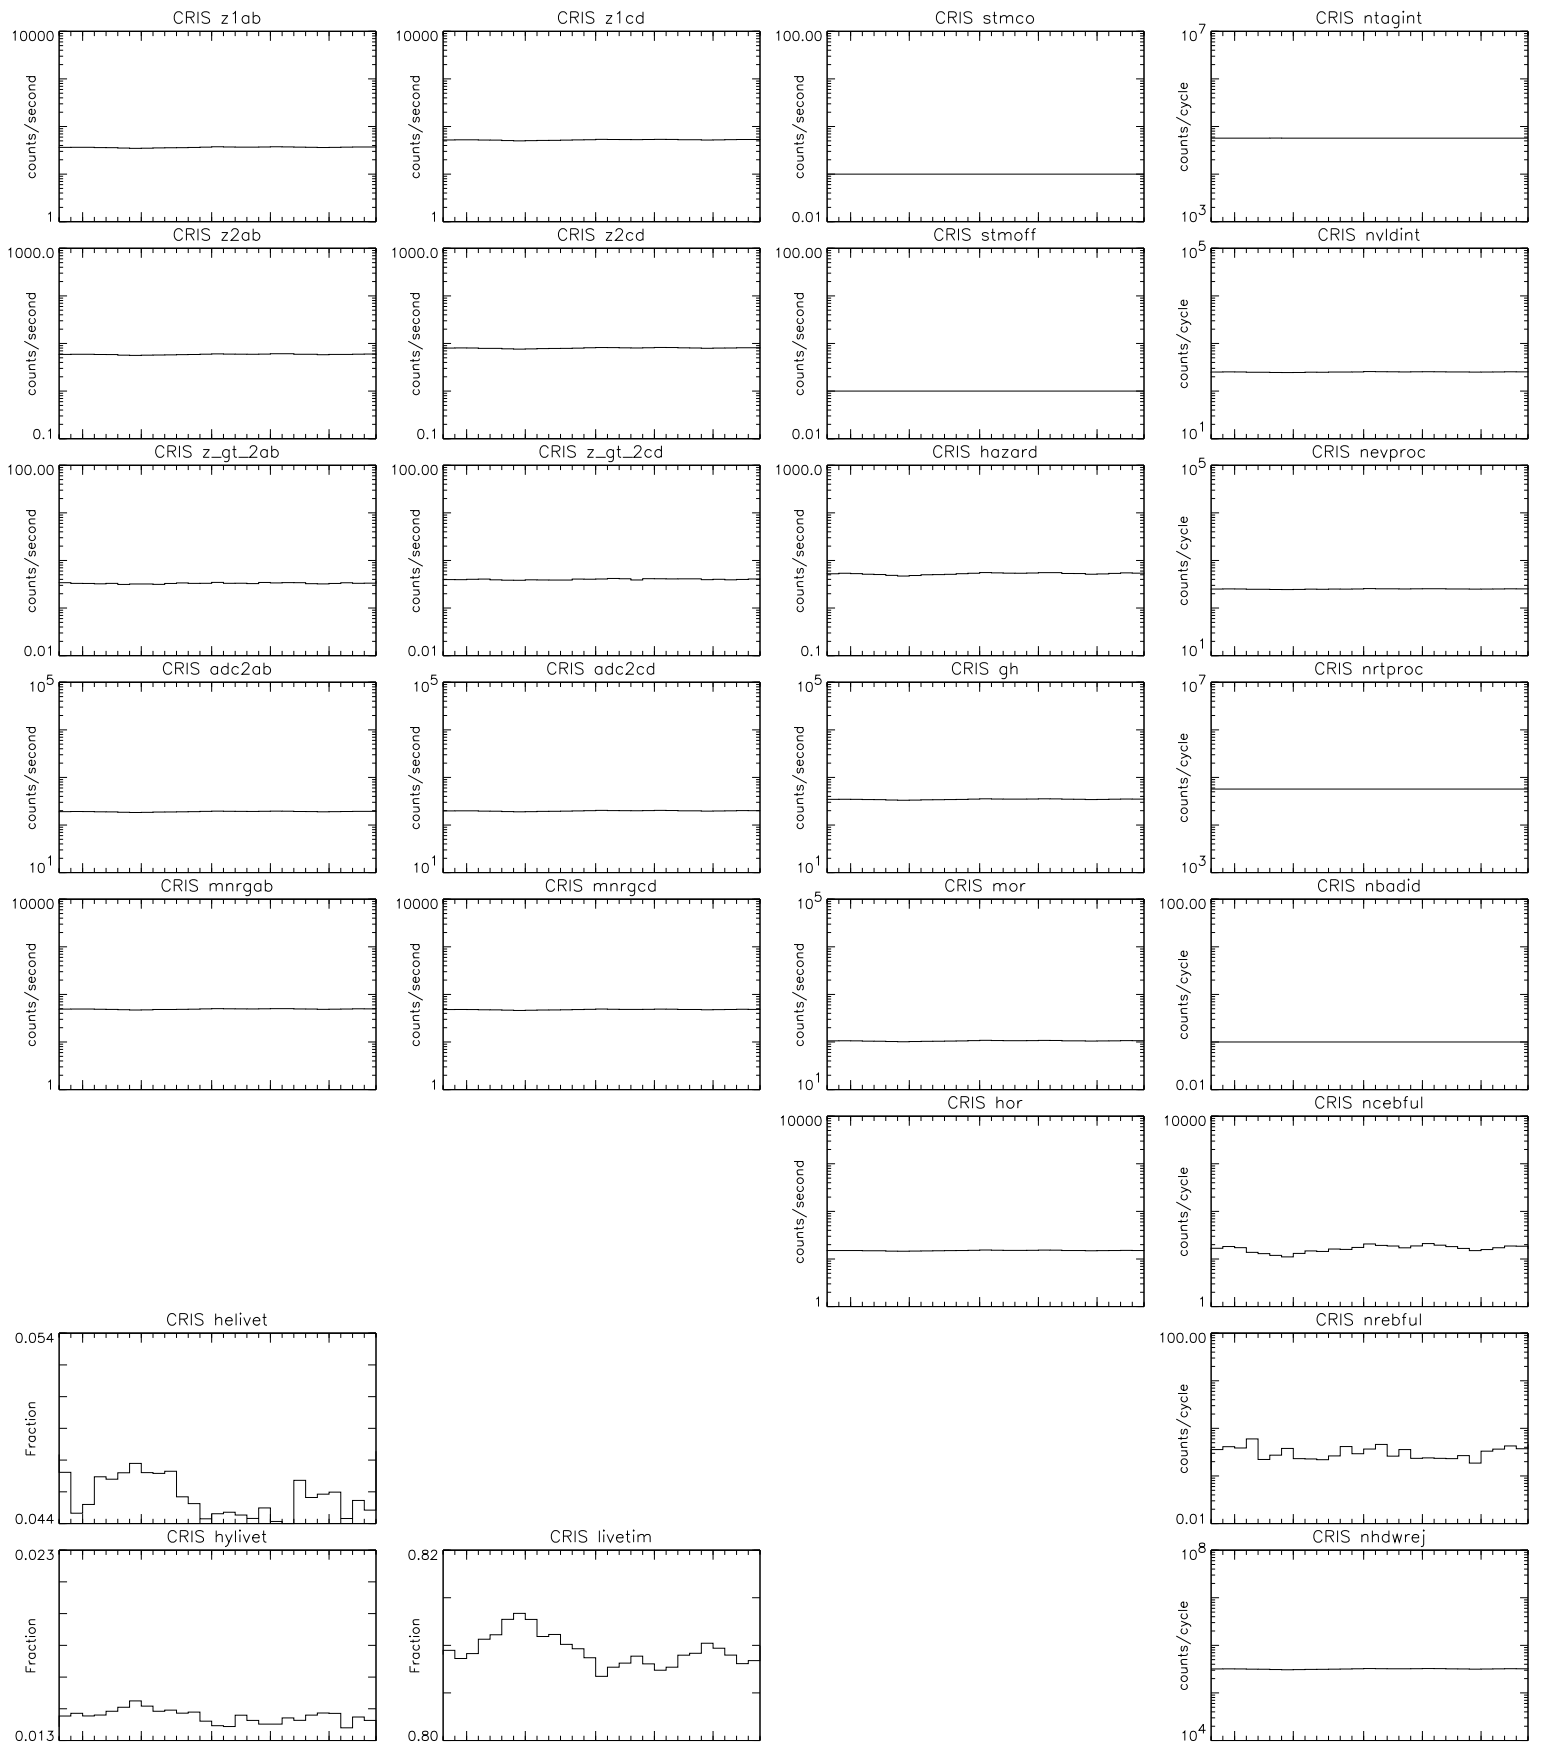 CRIS z1ab
CRIS z1cd
CRIS stmco
CRIS ntagint
10000
counts/second
1
10000
counts/second
1
100.00
counts/second
0.01
10^7
counts/cycle
10^3
CRIS z2ab
CRIS z2cd
CRIS stmoff
CRIS nvldint
1000.0
counts/second
0.1
1000.0
counts/second
0.1
100.00
counts/second
0.01
10^5
counts/cycle
10^1
CRIS z_gt_2ab
CRIS z_gt_2cd
CRIS hazard
CRIS nevproc
100.00
counts/second
0.01
100.00
counts/second
0.01
1000.0
counts/second
0.1
10^5
counts/cycle
10^1
CRIS adc2ab
CRIS adc2cd
CRIS gh
CRIS nrtproc
10^5
counts/second
10^1
10^5
counts/second
10^1
10^5
counts/second
10^1
10^7
counts/cycle
10^3
CRIS mnrgab
CRIS mnrgcd
CRIS mor
CRIS nbadid
10000
counts/second
1
10000
counts/second
1
10^5
counts/second
10^1
100.00
counts/cycle
0.01
CRIS hor
CRIS ncebful
10000
counts/second
1
10000
counts/cycle
1
CRIS helivet
CRIS nrebful
0.054
Fraction
0.044
100.00
counts/cycle
0.01
CRIS hylivet
CRIS livetim
CRIS nhdwrej
0.023
Fraction
0.013
0.82
Fraction
0.80
10^8
counts/cycle
10^4